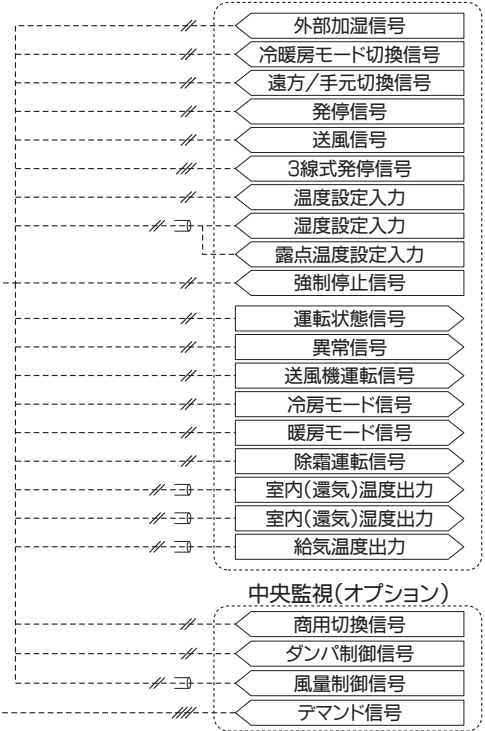 外部加湿信号
冷暖房モード切換信号
遠方/手元切換信号
発停信号
送風信号
3線式発停信号
温度設定入力
湿度設定入力
露点温度設定入力
強制停止信号
運転状態信号
異常信号
送風機運転信号
冷房モード信号
暖房モード信号
除霜運転信号
室内(還気)温度出力
室内(還気)湿度出力
給気温度出力
中央監視(オプション)
商用切換信号
ダンパ制御信号
風量制御信号
デマンド信号